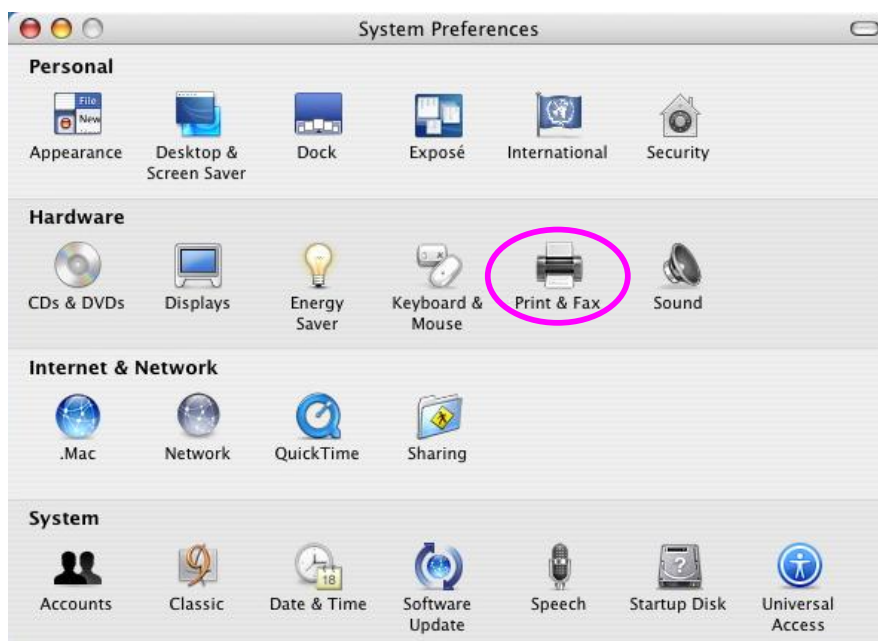 System Preferences
Personal
File
New
Appearance
Desktop &
Screen Saver
Dock
Exposé
International
Security
Hardware
CDs & DVDs
Displays
Energy
Saver
Keyboard &
Mouse
Print & Fax
Sound
Internet & Network
.Mac
Network
QuickTime
Sharing
System
9
18
?
Accounts
Classic
Date & Time
Software
Update
Speech
Startup Disk
Universal
Access